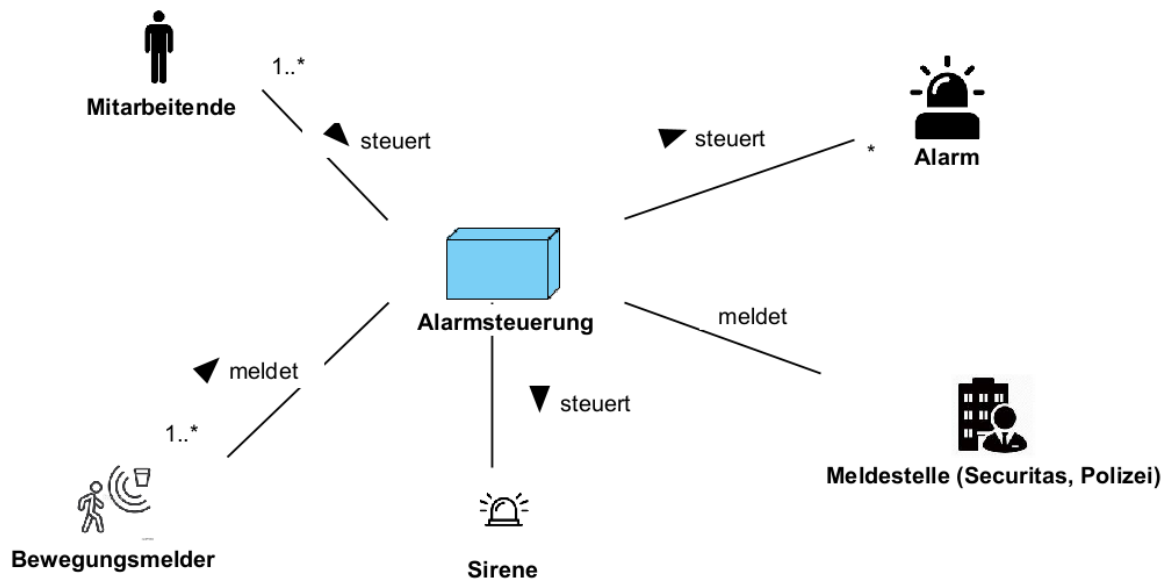 1..*
Mitarbeitende
steuert
steuert
*
Alarm
Alarmsteuerung
meldet
meldet
steuert
1..*
Meldestelle (Securitas, Polizei)
Bewegungsmelder
Sirene